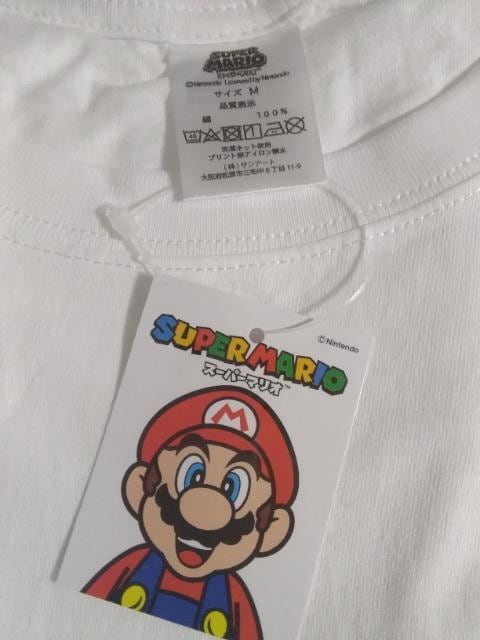 SUPER
MARIO
スーパーマリオ
©Nintendo Licensed by Nintendo
サイズ M
品質表示
綿 100%
40
洗濯ネット使用
プリント部アイロン禁止
(株)サンアート
大阪府松原市三宅中6丁目11-9
©Nintendo
SUPER MARIO
スーパーマリオ™
M